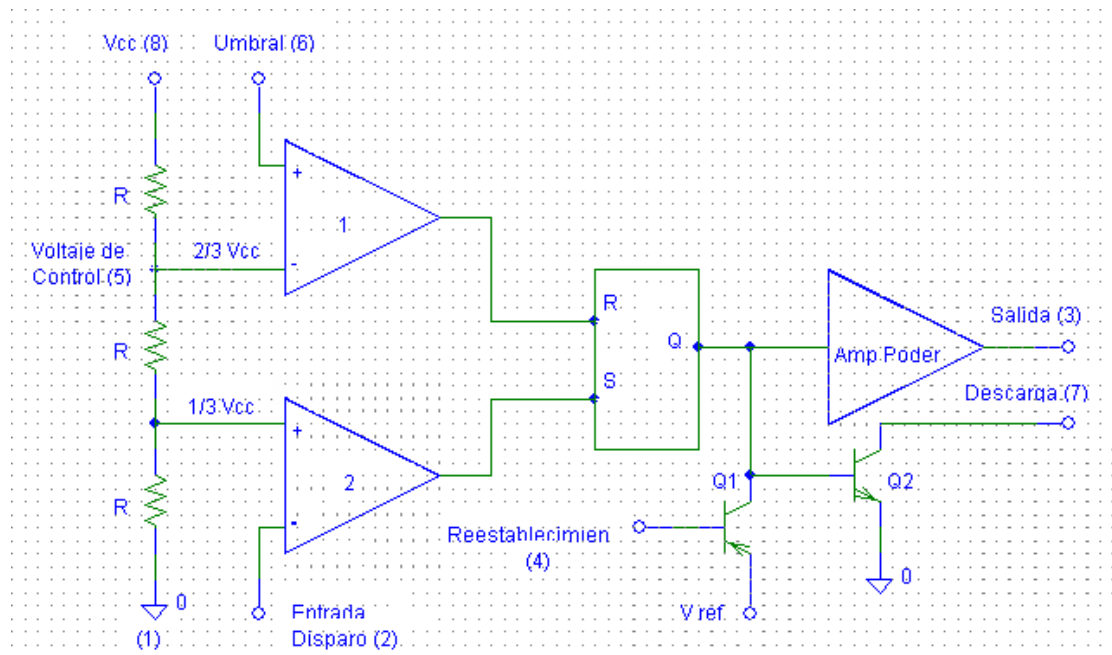 Vcc (8)
Umbral (6)
R
+
1
Voltaje de
Control (5)
2/3 Vcc
-
R
R
Q
S
Amp Poder
Salida (3)
1/3 Vcc
+
Descarga (7)
2
Q1
Q2
R
-
Reestablecimien
(4)
0
0
(1)
Entrada
Disparo (2)
V ref